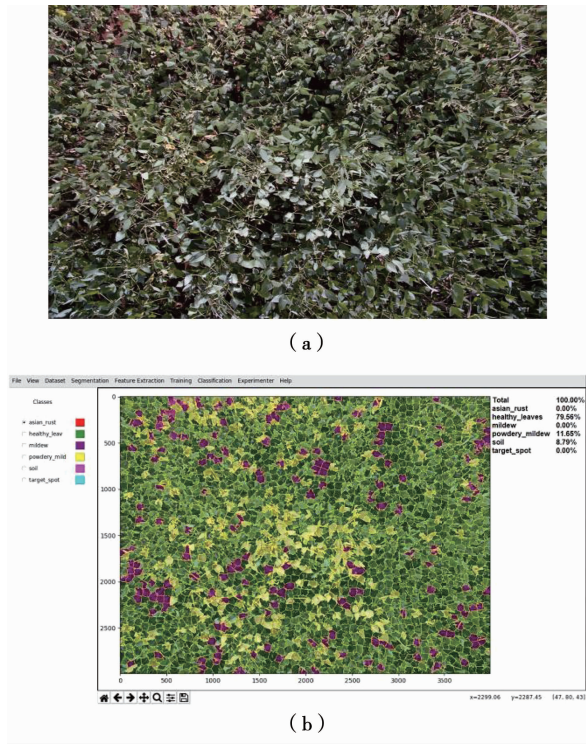 (a)
File View Dataset Segmentation Feature Extraction Training Classification Experimenter Help
Classes
asian_rust
healthy_leav
mildew
powdery_mild
soil
target_spot
0
500
1000
1500
2000
2500
0 500 1000 1500 2000 2500 3000 3500
Total 100.00%
asian_rust 0.00%
healthy_leaves 79.56%
mildew 0.00%
powdery_mildew 11.65%
soil 8.79%
target_spot 0.00%
x=2299.06 y=2287.45 [47, 80, 43]
(b)